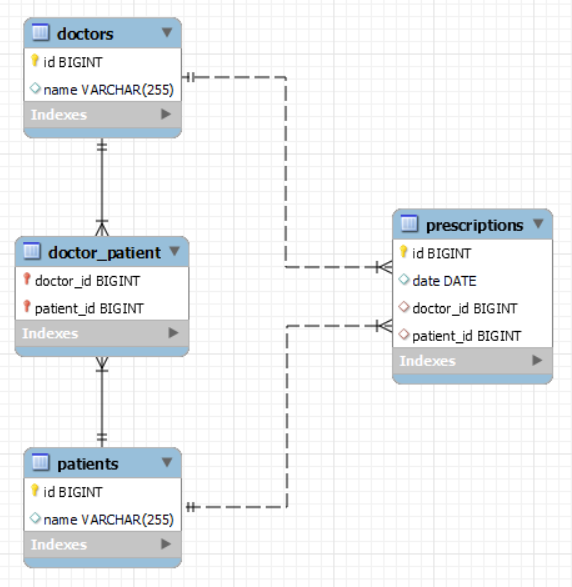 doctors
id BIGINT
name VARCHAR(255)
Indexes
doctor_patient
doctor_id BIGINT
patient_id BIGINT
Indexes
patients
id BIGINT
name VARCHAR(255)
Indexes
prescriptions
id BIGINT
date DATE
doctor_id BIGINT
patient_id BIGINT
Indexes